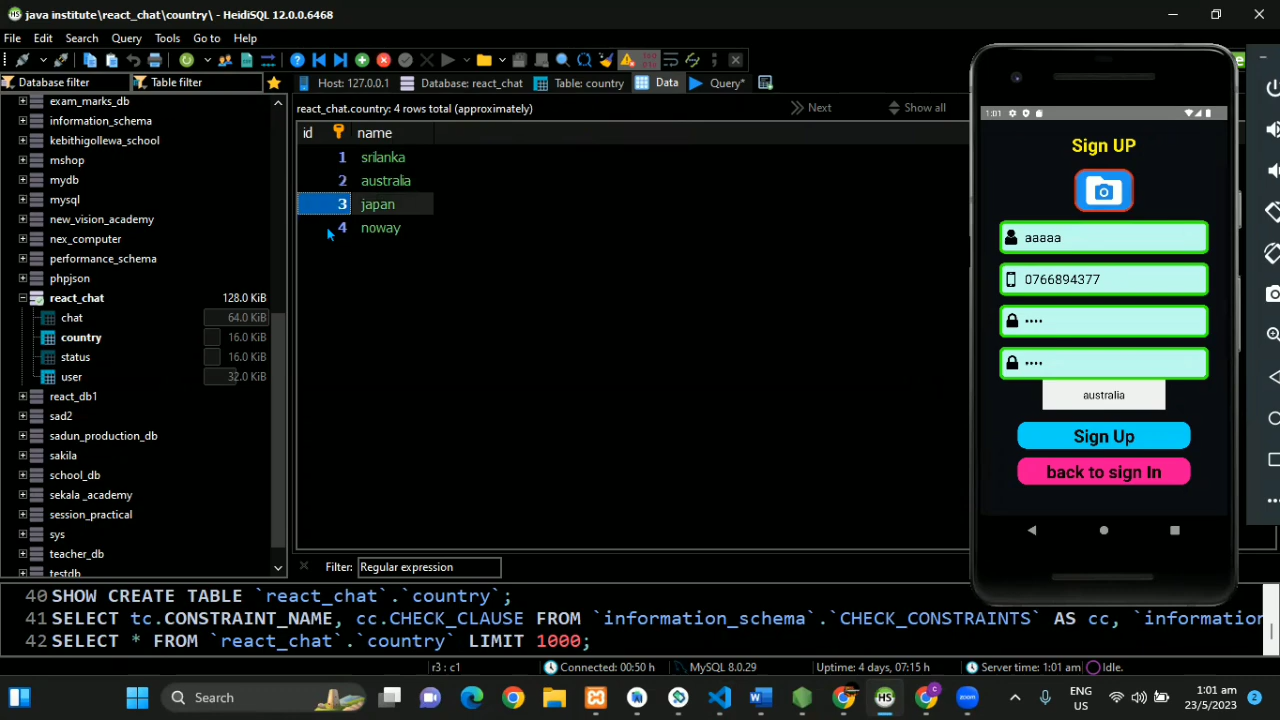 java institute\react_chat\country\ - HeidiSQL 12.0.0.6468
File Edit Search Query Tools Go to Help
Database filter Table filter
Host: 127.0.0.1 Database: react_chat Table: country Data Query*
exam_marks_db
information_schema
kebithigollewa_school
mshop
mydb
mysql
new_vision_academy
nex_computer
performance_schema
phpjson
react_chat 128.0 KiB
chat 64.0 KiB
country 16.0 KiB
status 16.0 KiB
user 32.0 KiB
react_db1
sad2
sadun_production_db
sakila
school_db
sekala _academy
session_practical
sys
teacher_db
testdb
react_chat.country: 4 rows total (approximately) Next Show all
id name
1 srilanka
2 australia
3 japan
4 noway
Filter: Regular expression
1:01
Sign UP
aaaaa
0766894377
••••
••••
australia
Sign Up
back to sign In
40 SHOW CREATE TABLE `react_chat`.`country`;
41 SELECT tc.CONSTRAINT_NAME, cc.CHECK_CLAUSE FROM `information_schema`.`CHECK_CONSTRAINTS` AS cc, `information
42 SELECT * FROM `react_chat`.`country` LIMIT 1000;
r3 : c1 Connected: 00:50 h MySQL 8.0.29 Uptime: 4 days, 07:15 h Server time: 1:01 am Idle.
Search
ENG
US
1:01 am
23/5/2023
2